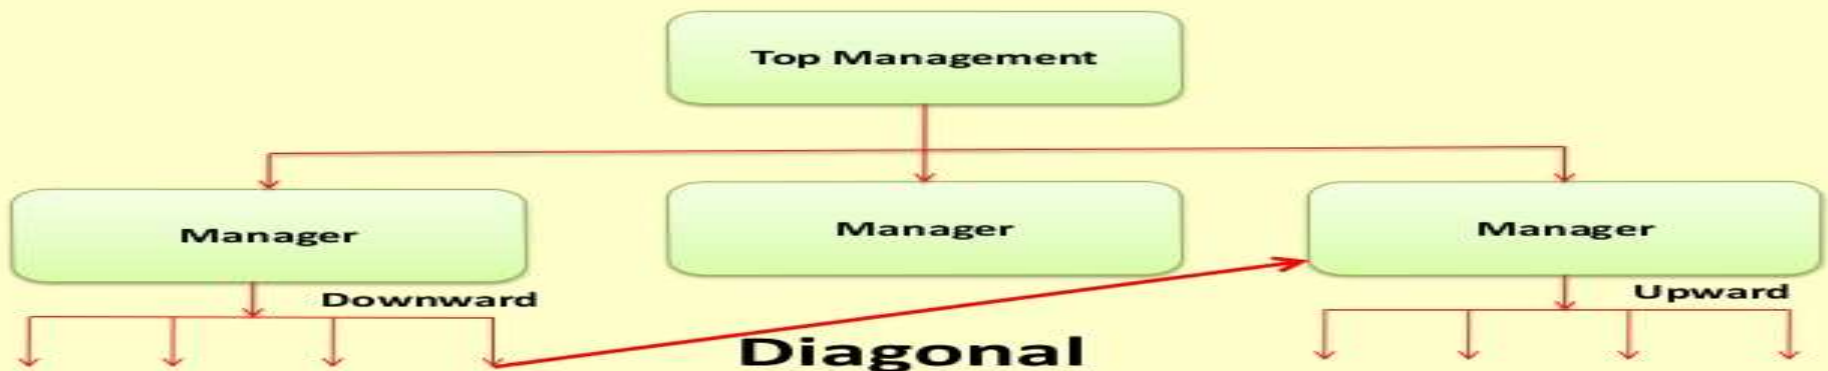 Top Management
Manager
Manager
Manager
Downward
Upward
Diagonal